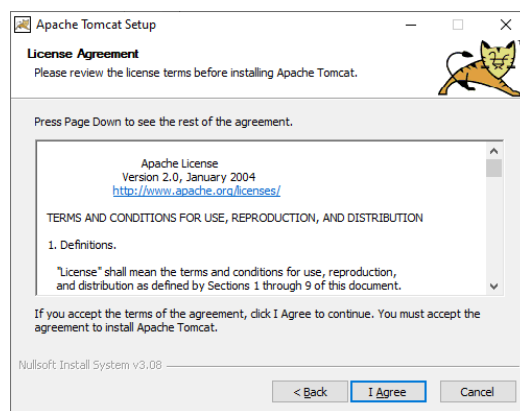 Apache Tomcat Setup
License Agreement
Please review the license terms before installing Apache Tomcat.
Press Page Down to see the rest of the agreement.
Apache License
Version 2.0, January 2004
http://www.apache.org/licenses/
TERMS AND CONDITIONS FOR USE, REPRODUCTION, AND DISTRIBUTION
1. Definitions.
"License" shall mean the terms and conditions for use, reproduction,
and distribution as defined by Sections 1 through 9 of this document.
If you accept the terms of the agreement, click I Agree to continue. You must accept the
agreement to install Apache Tomcat.
Nullsoft Install System v3.08
< Back I Agree Cancel